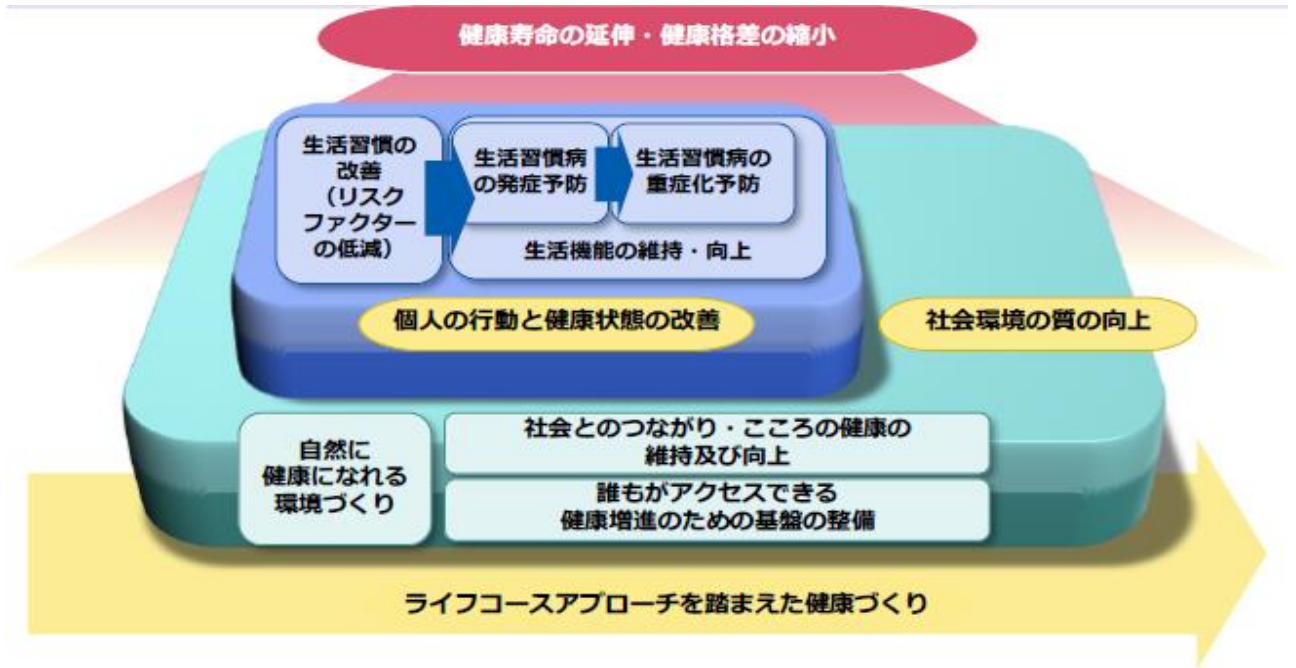 健康寿命の延伸・健康格差の縮小
生活習慣の
改善
（リスク
ファクター
の低減）
生活習慣病
の発症予防
生活習慣病の
重症化予防
生活機能の維持・向上
個人の行動と健康状態の改善
社会環境の質の向上
自然に
健康になれる
環境づくり
社会とのつながり・こころの健康の
維持及び向上
誰もがアクセスできる
健康増進のための基盤の整備
ライフコースアプローチを踏まえた健康づくり